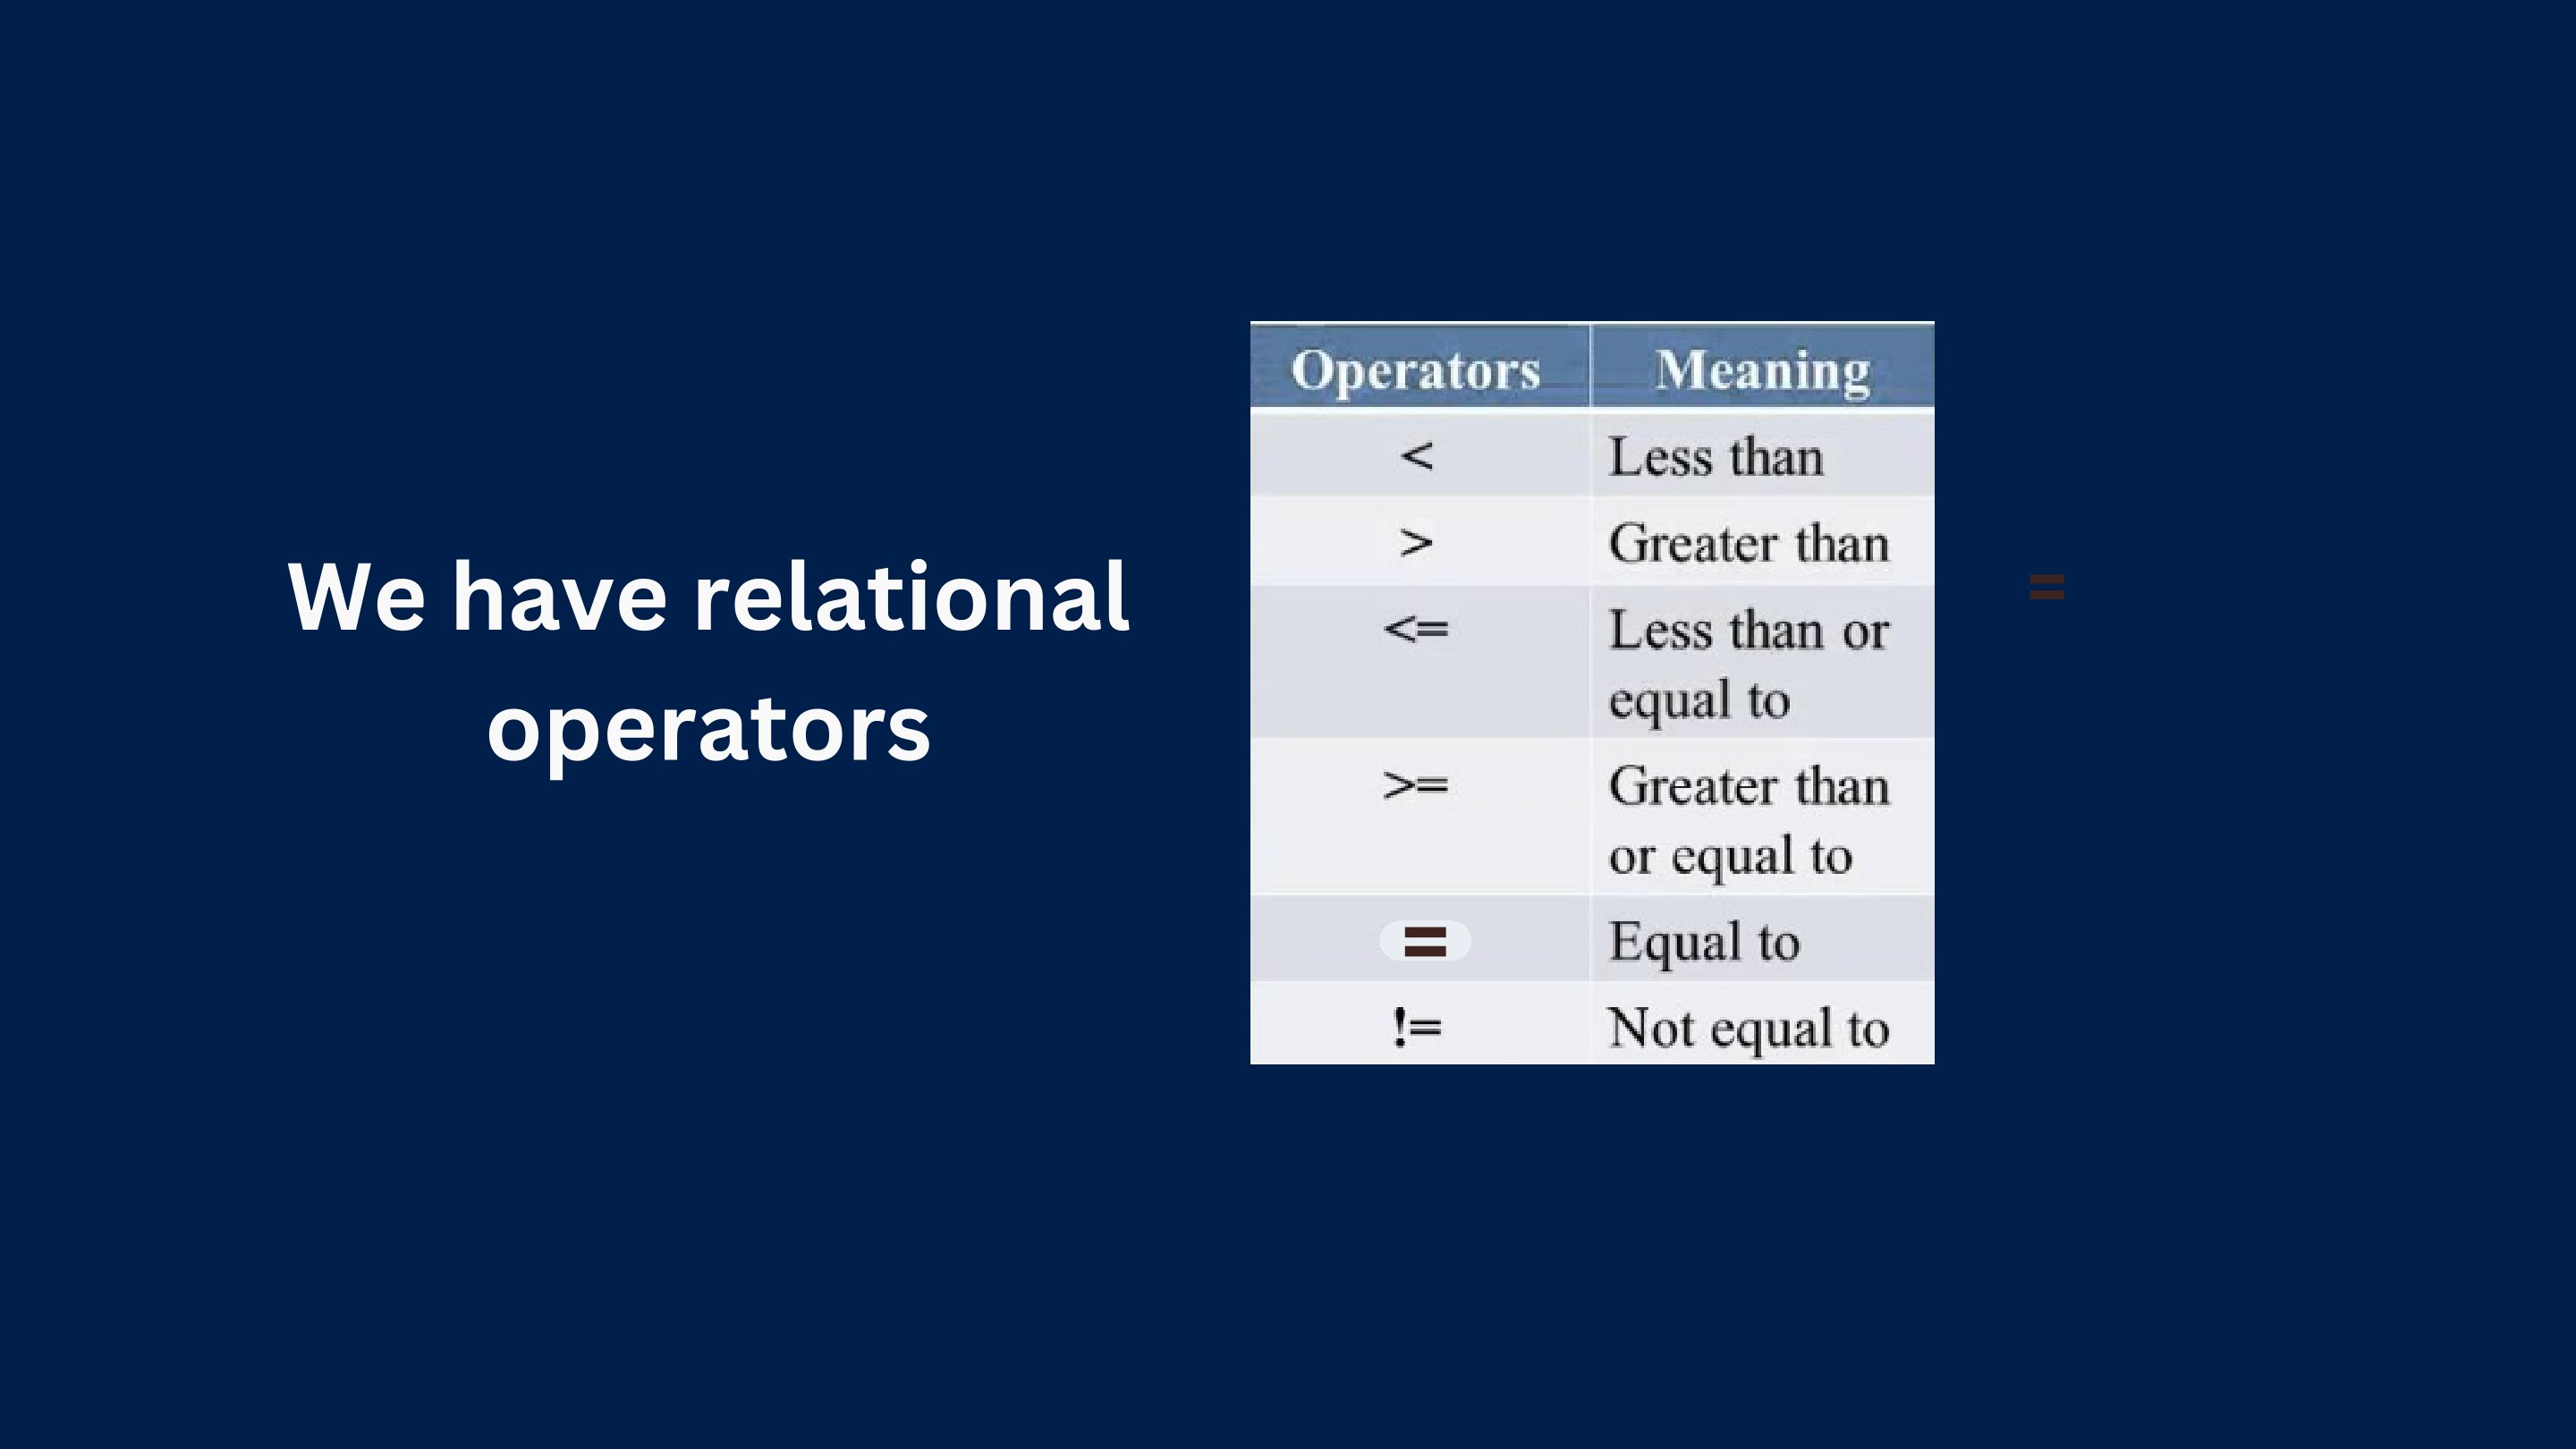 We have relational
operators
Operators Meaning
< Less than
> Greater than
<= Less than or
equal to
>= Greater than
or equal to
= Equal to
!= Not equal to
=